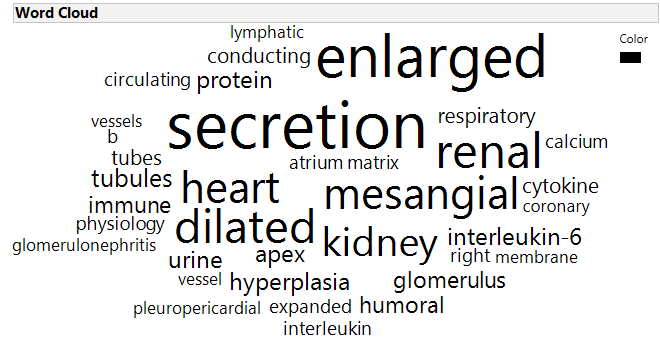 Word Cloud
lymphatic
Color
conducting
enlarged
circulating
protein
vessels
secretion
respiratory
b
renal
calcium
tubes
atrium
matrix
tubules
heart
mesangial
cytokine
immune
coronary
physiology
dilated
kidney
interleukin-6
glomerulonephritis
urine
apex
right
membrane
vessel
hyperplasia
glomerulus
pleuropericardial
expanded
humoral
interleukin